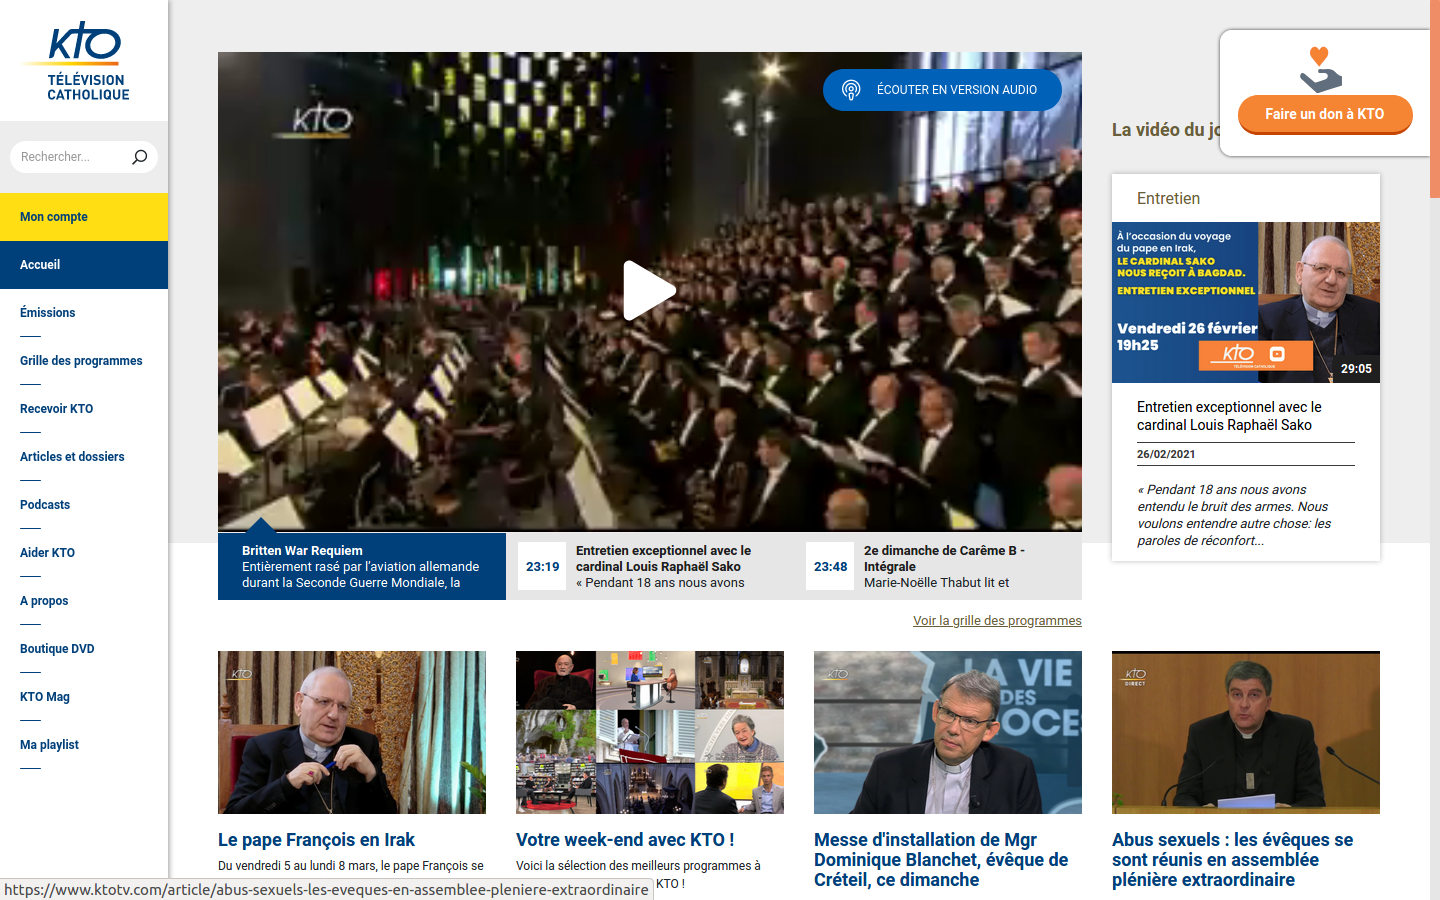 kTO
TÉLÉVISION
CATHOLIQUE
Rechercher...
Mon compte
Accueil
Émissions
Grille des programmes
Recevoir KTO
Articles et dossiers
Podcasts
Aider KTO
A propos
Boutique DVD
KTO Mag
Ma playlist
kTO
ÉCOUTER EN VERSION AUDIO
Britten War Requiem
Entièrement rasé par l'aviation allemande
durant la Seconde Guerre Mondiale, la
23:19
Entretien exceptionnel avec le
cardinal Louis Raphaël Sako
« Pendant 18 ans nous avons
23:48
2e dimanche de Carême B -
Intégrale
Marie-Noëlle Thabut lit et
Voir la grille des programmes
Faire un don à KTO
La vidéo du jo
Entretien
À l'occasion du voyage
du pape en Irak,
LE CARDINAL SAKO
NOUS REÇOIT À BAGDAD.
ENTRETIEN EXCEPTIONNEL
Vendredi 26 février
19h25
kTO
TÉLÉVISION CATHOLIQUE
29:05
Entretien exceptionnel avec le
cardinal Louis Raphaël Sako
26/02/2021
« Pendant 18 ans nous avons
entendu le bruit des armes. Nous
voulons entendre autre chose: les
paroles de réconfort...
kTO
Le pape François en Irak
Du vendredi 5 au lundi 8 mars, le pape François se
Votre week-end avec KTO !
Voici la sélection des meilleurs programmes à
KTO !
kTO
LA VIE
DES
OCE
Messe d'installation de Mgr
Dominique Blanchet, évêque de
Créteil, ce dimanche
kTO
DIRECT
Abus sexuels : les évêques se
sont réunis en assemblée
plénière extraordinaire
https://www.ktotv.com/article/abus-sexuels-les-eveques-en-assemblee-pleniere-extraordinaire